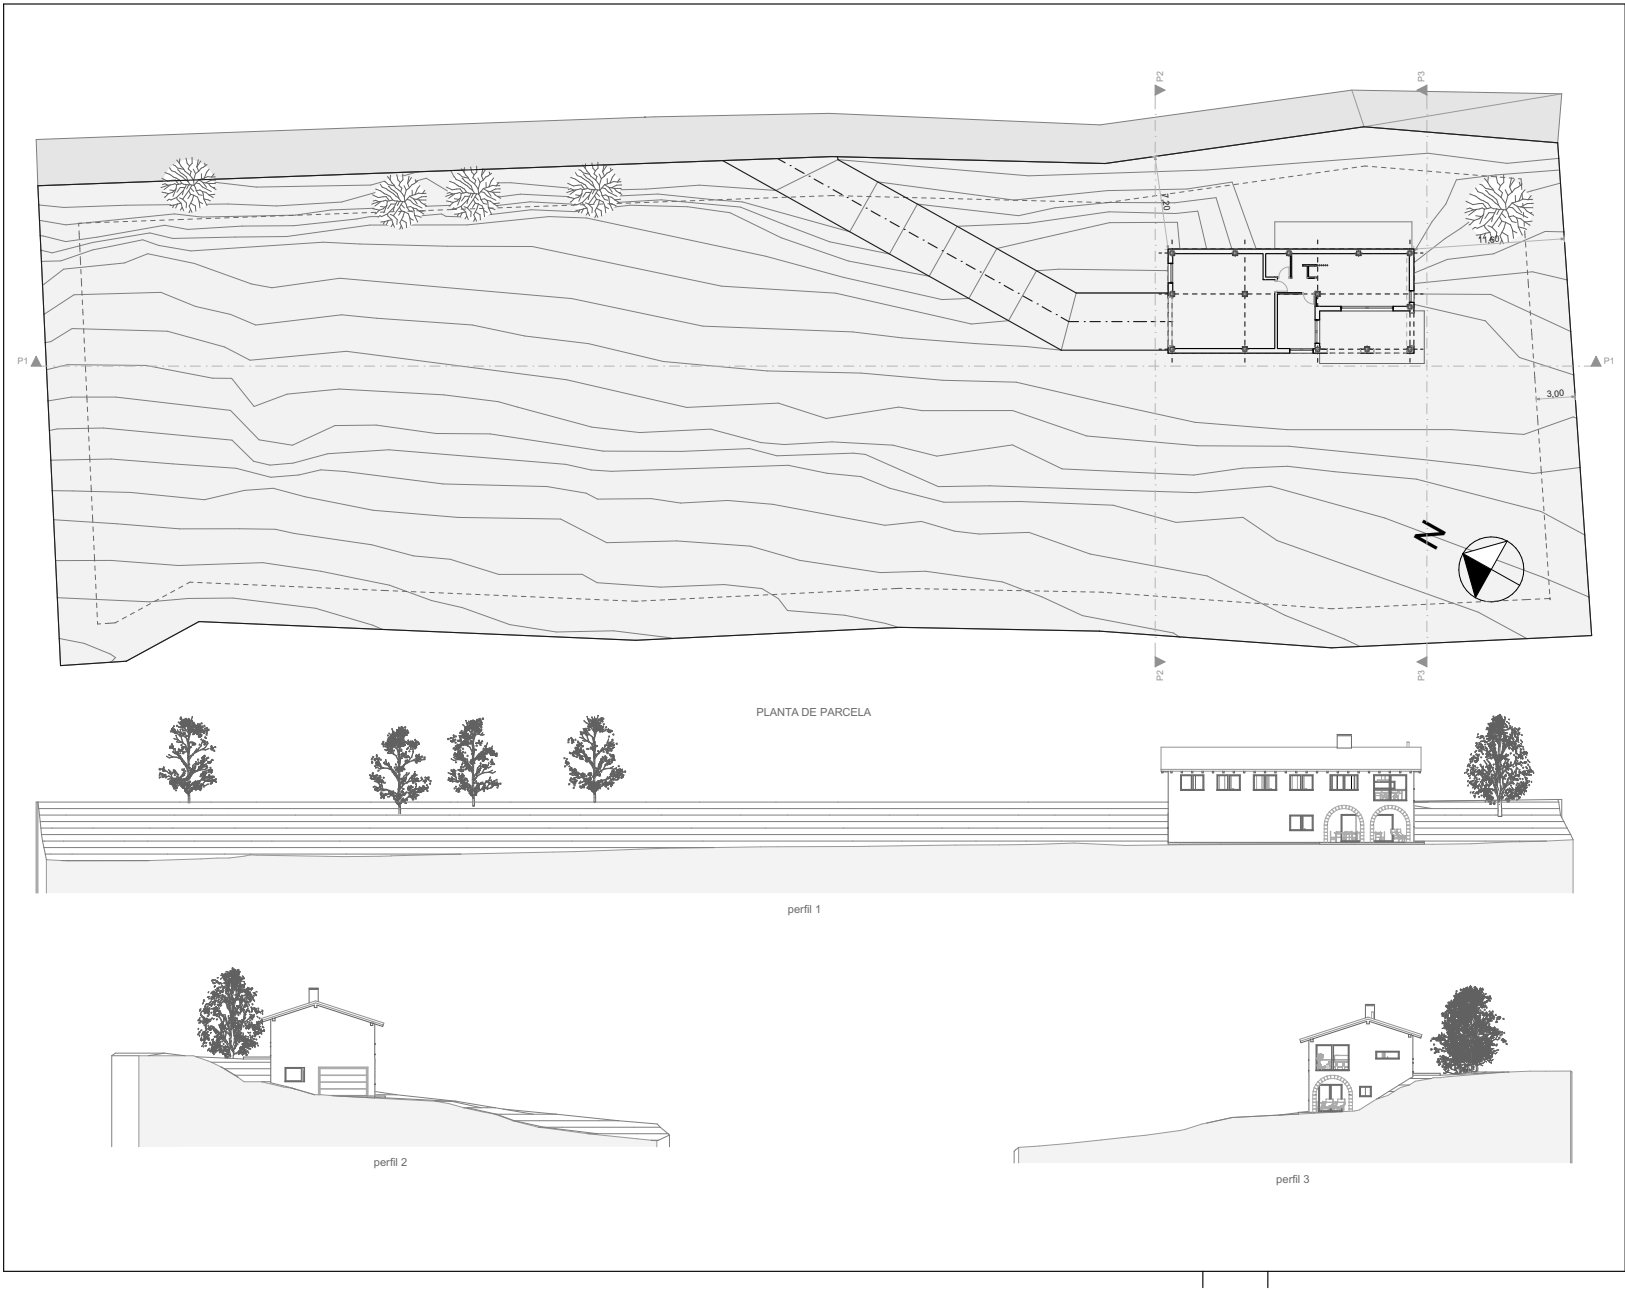 P2
P3
7,20
11,60
P1
P1
3,00
N
P2
P3
PLANTA DE PARCELA
perfil 1
perfil 2
perfil 3